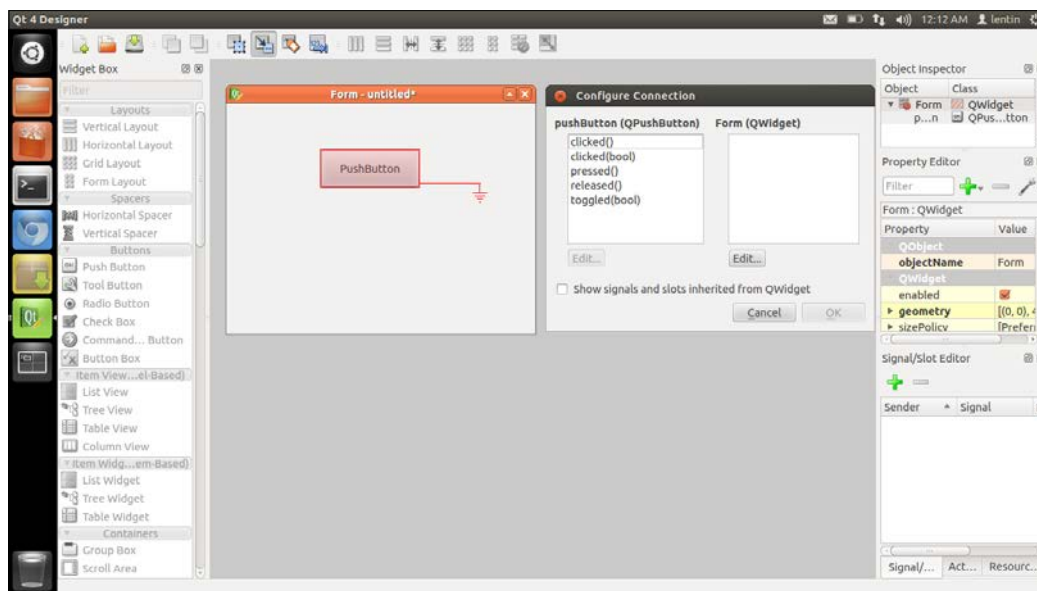 Qt 4 Designer
12:12 AM lentin
Widget Box
Filter
Layouts
Vertical Layout
Horizontal Layout
Grid Layout
Form Layout
Spacers
Horizontal Spacer
Vertical Spacer
Buttons
Push Button
Tool Button
Radio Button
Check Box
Command... Button
Button Box
Item View...el-Based)
List View
Tree View
Table View
Column View
Item Widg...em-Based)
List Widget
Tree Widget
Table Widget
Containers
Group Box
Scroll Area
Form - untitled*
PushButton
Configure Connection
pushButton (QPushButton) Form (QWidget)
clicked()
clicked(bool)
pressed()
released()
toggled(bool)
Edit... Edit...
Show signals and slots inherited from QWidget
Cancel OK
Object Inspector
Object Class
Form QWidget
p...n QPus...tton
Property Editor
Filter
Form : QWidget
Property Value
QObject
objectName Form
QWidget
enabled
geometry [(0, 0), 4
sizePolicy [Preferi
Signal/Slot Editor
Sender Signal
Signal/... Act... Resourc...